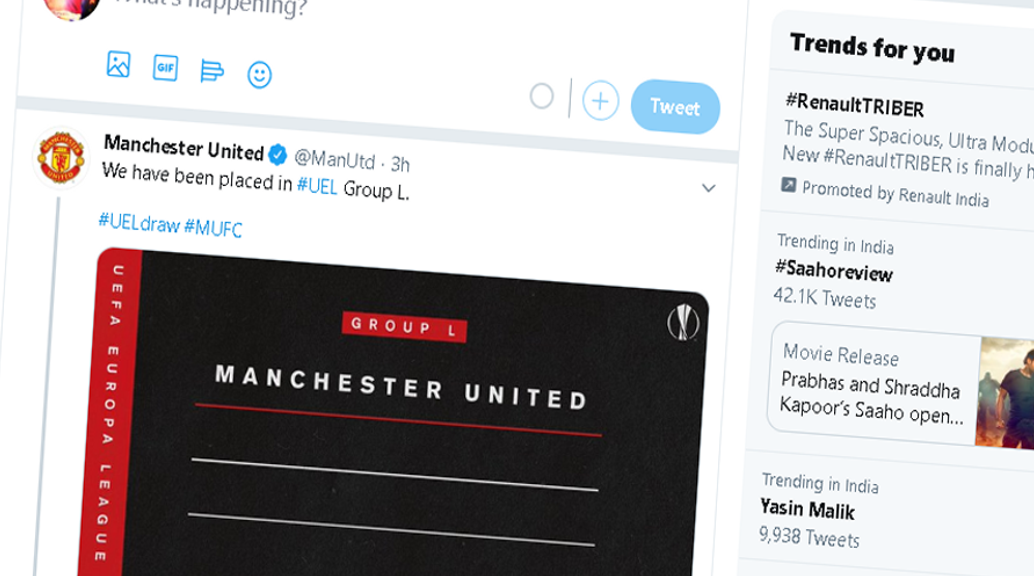 What's happening?
GIF
Tweet
Manchester United @ManUtd · 3h
We have been placed in #UEL Group L.
#UELdraw #MUFC
UEFA EUROPA LEAGUE
GROUP L
MANCHESTER UNITED
Trends for you
#RenaultTRIBER
The Super Spacious, Ultra Modu
New #RenaultTRIBER is finally h
Promoted by Renault India
Trending in India
#Saahoreview
42.1K Tweets
Movie Release
Prabhas and Shraddha
Kapoor's Saaho open...
Trending in India
Yasin Malik
9,938 Tweets